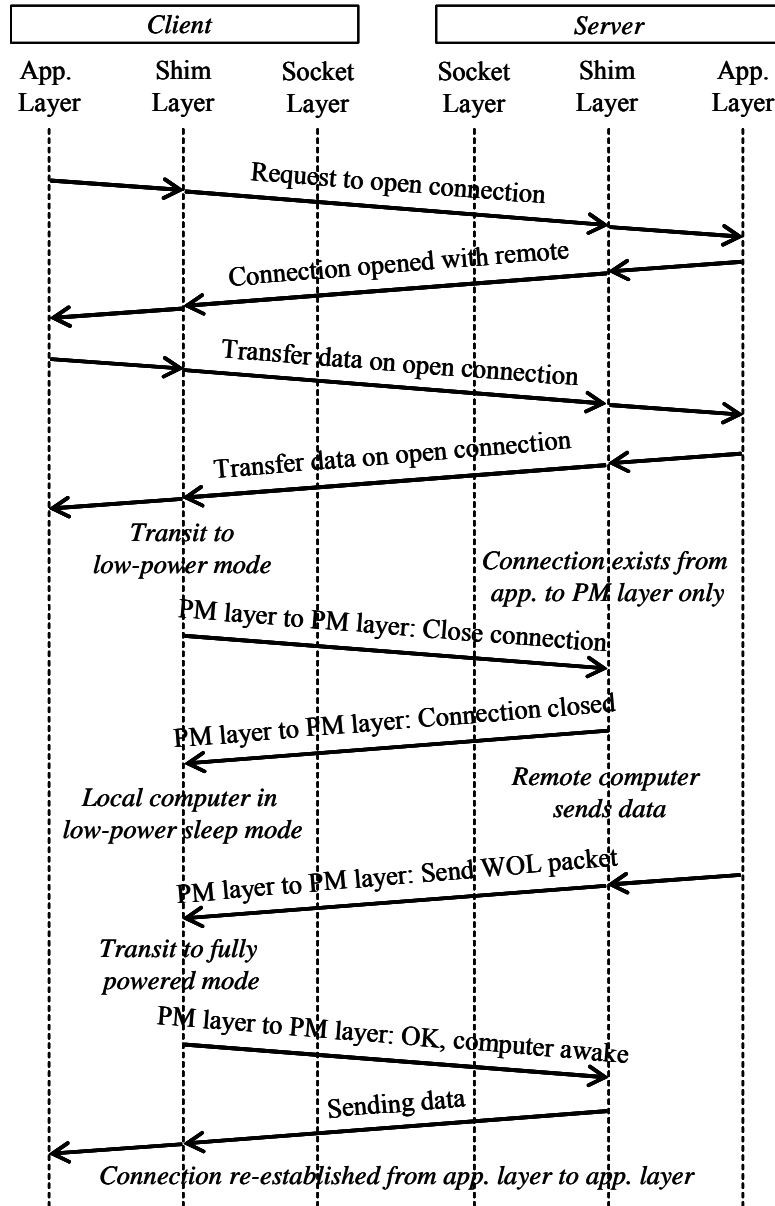 Client
Server
App. Layer
Shim Layer
Socket Layer
Socket Layer
Shim Layer
App. Layer
Request to open connection
Connection opened with remote
Transfer data on open connection
Transfer data on open connection
Transit to
low-power mode
Connection exists from
app. to PM layer only
PM layer to PM layer: Close connection
PM layer to PM layer: Connection closed
Remote computer
sends data
Local computer in
low-power sleep mode
PM layer to PM layer: Send WOL packet
Transit to fully
powered mode
PM layer to PM layer: OK, computer awake
Sending data
Connection re-established from app. layer to app. layer